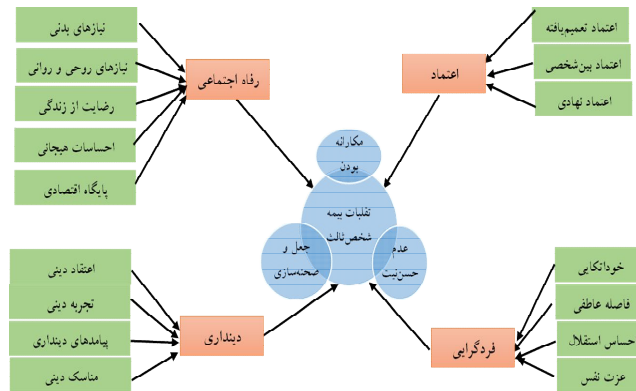 نیازهای بدنی
نیازهای روحی و روانی
رضایت از زندگی
احساسات هیجانی
پایگاه اقتصادی
رفاه اجتماعی
اعتماد تعمیم‌یافته
اعتماد بین‌شخصی
اعتماد نهادی
اعتماد
مکارانه
بودن
تقلبات بیمه
شخص‌ثالث
جعل و
صحنه‌سازی
عدم
حسن‌نیت
اعتقاد دینی
تجربه دینی
پیامدهای دینداری
مناسک دینی
دینداری
خوداتکایی
فاصله عاطفی
حساس استقلال
عزت نفس
فردگرایی